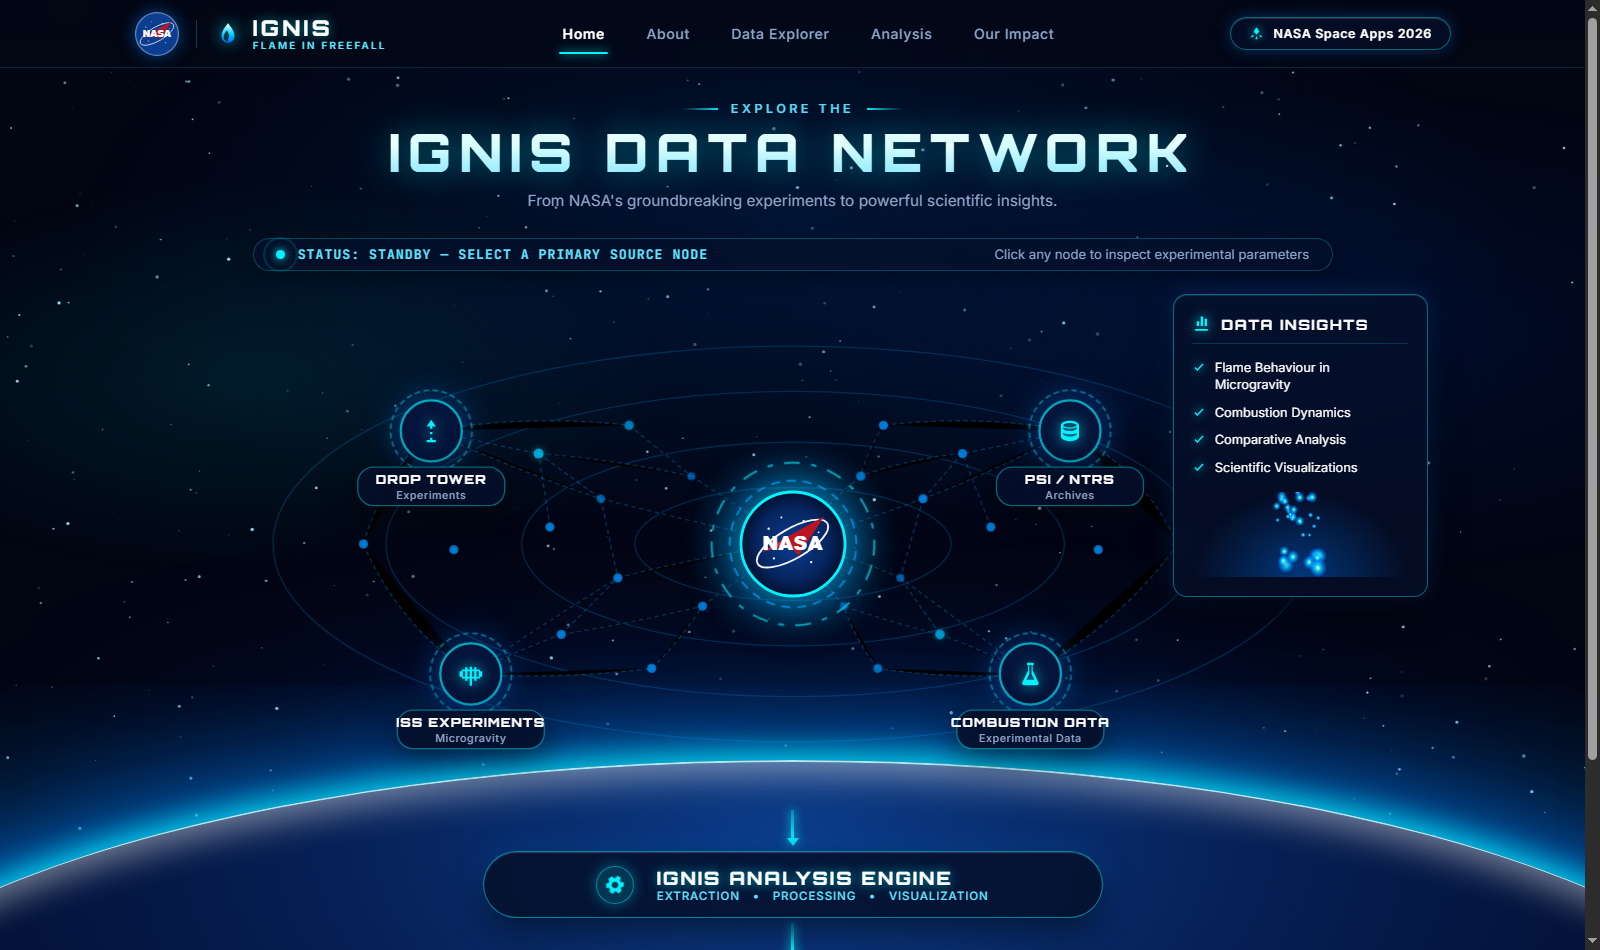 NASA
IGNIS
FLAME IN FREEFALL
Home
About
Data Explorer
Analysis
Our Impact
NASA Space Apps 2026
EXPLORE THE
IGNIS DATA NETWORK
From NASA's groundbreaking experiments to powerful scientific insights.
STATUS: STANDBY — SELECT A PRIMARY SOURCE NODE
Click any node to inspect experimental parameters
DATA INSIGHTS
Flame Behaviour in
Microgravity
Combustion Dynamics
Comparative Analysis
Scientific Visualizations
DROP TOWER
Experiments
PSI / NTRS
Archives
NASA
ISS EXPERIMENTS
Microgravity
COMBUSTION DATA
Experimental Data
IGNIS ANALYSIS ENGINE
EXTRACTION • PROCESSING • VISUALIZATION